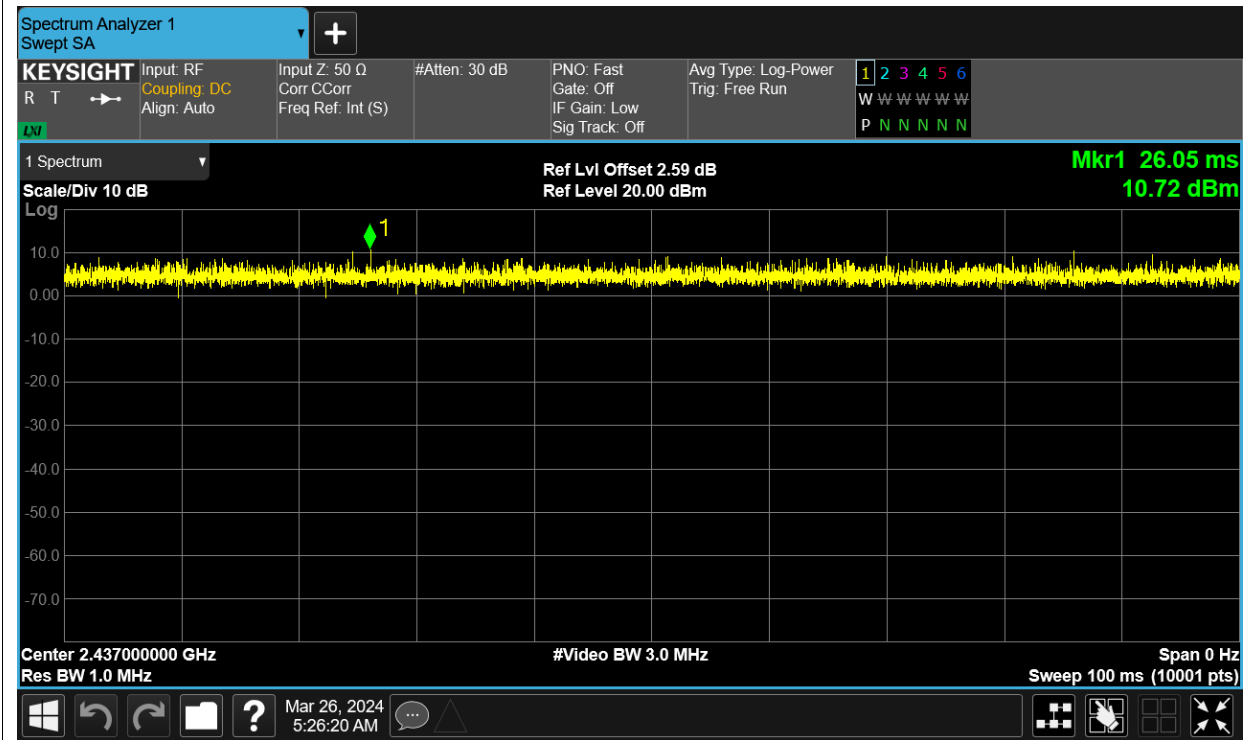 Spectrum Analyzer 1
Swept SA
KEYSIGHT
R T
LXI
Input: RF
Coupling: DC
Align: Auto
Input Z: 50 Ω
Corr CCorr
Freq Ref: Int (S)
#Atten: 30 dB
PNO: Fast
Gate: Off
IF Gain: Low
Sig Track: Off
Avg Type: Log-Power
Trig: Free Run
1 2 3 4 5 6
W W W W W W
P N N N N N
1 Spectrum
Scale/Div 10 dB
Ref Lvl Offset 2.59 dB
Ref Level 20.00 dBm
Mkr1 26.05 ms
10.72 dBm
Log
1
10.0
0.00
-10.0
-20.0
-30.0
-40.0
-50.0
-60.0
-70.0
Center 2.437000000 GHz
#Video BW 3.0 MHz
Span 0 Hz
Res BW 1.0 MHz
Sweep 100 ms (10001 pts)
?
Mar 26, 2024
5:26:20 AM